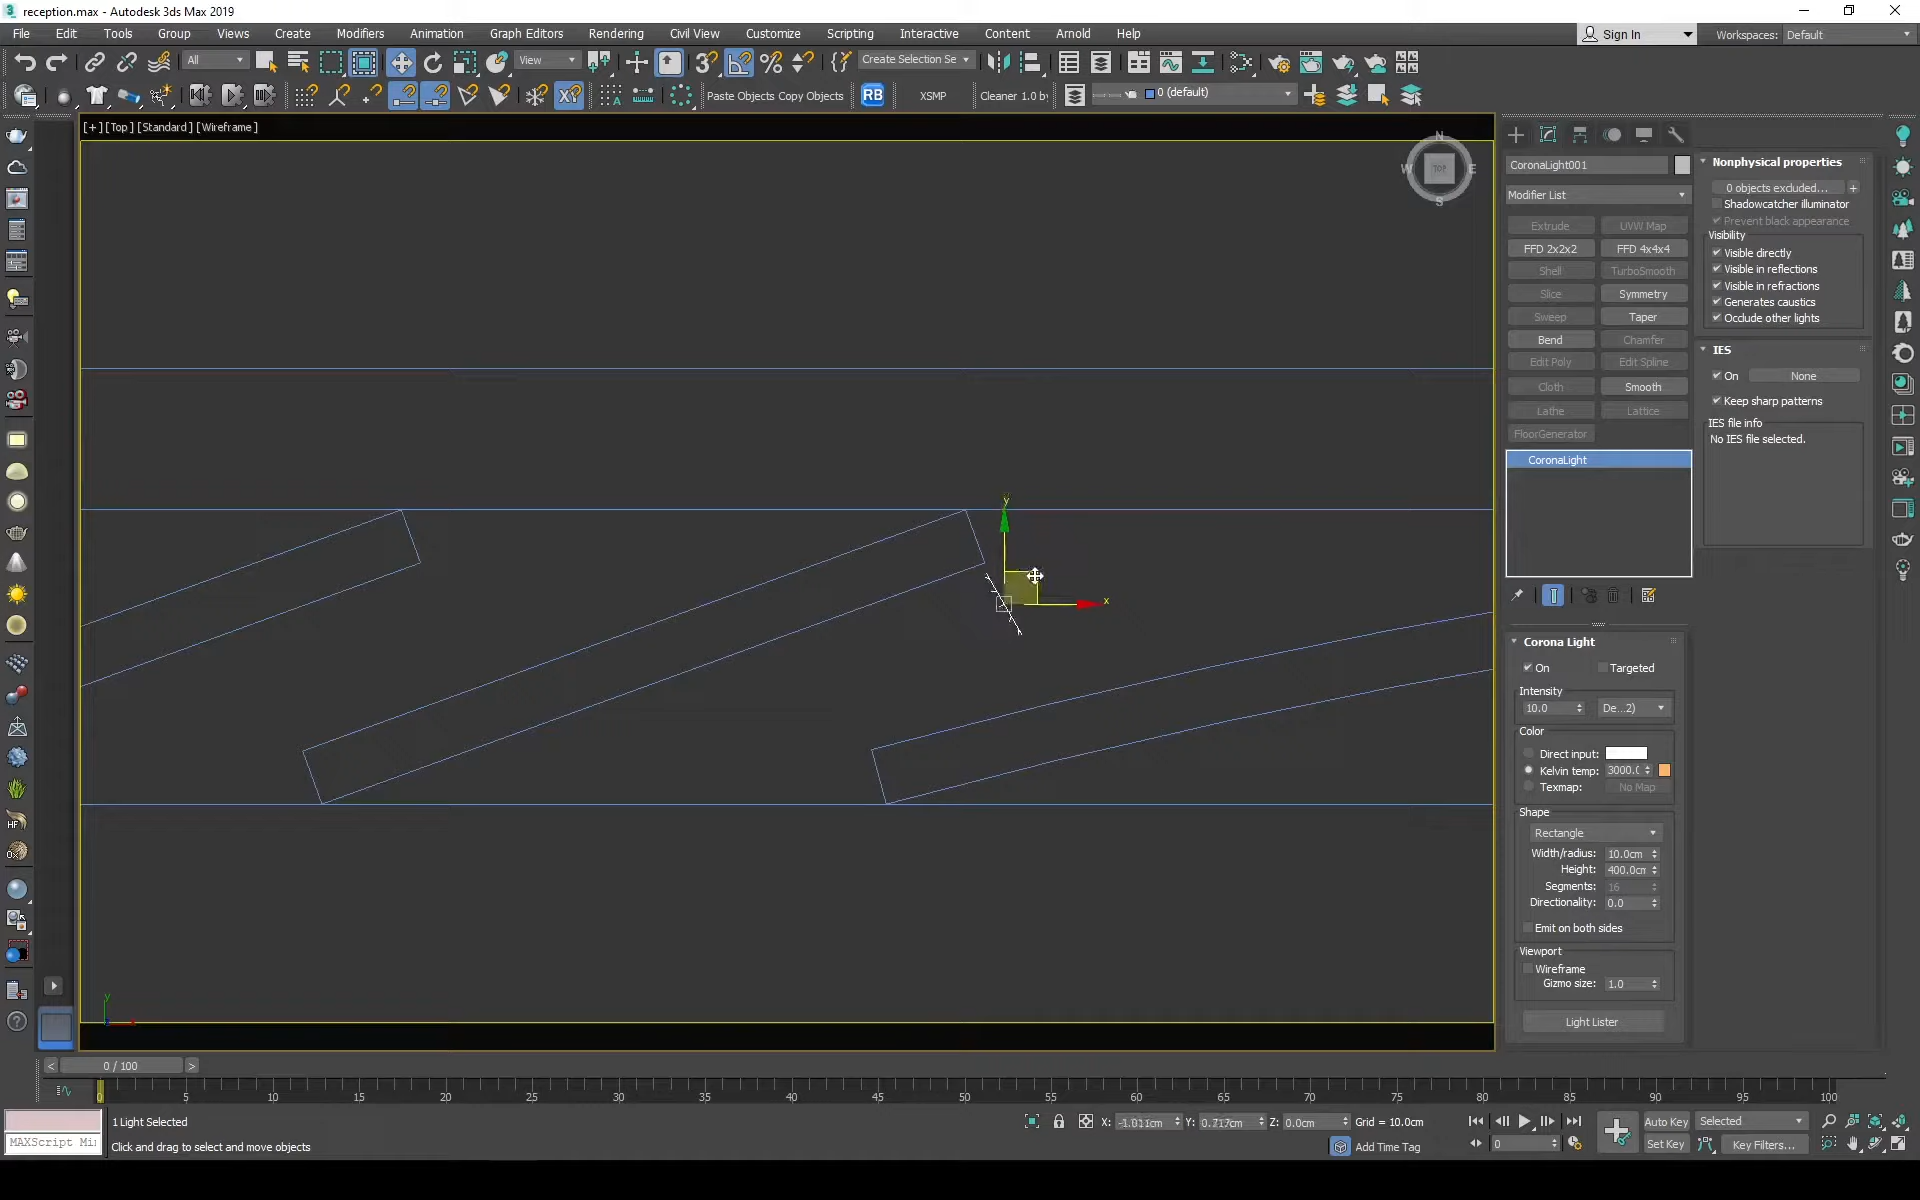 reception.max - Autodesk 3ds Max 2019
File Edit Tools Group Views Create Modifiers Animation Graph Editors Rendering Civil View Customize Scripting Interactive Content Arnold Help
Sign In
Workspaces: Default
All
View
Create Selection Se
Paste Objects Copy Objects
RB
XSMP
Cleaner 1.0 by
0 (default)
[+] [Top] [Standard] [Wireframe]
N
W TOP E
S
CoronaLight001
Modifier List
Extrude UVW Map
FFD 2x2x2 FFD 4x4x4
Shell TurboSmooth
Slice Symmetry
Sweep Taper
Bend Chamfer
Edit Poly Edit Spline
Cloth Smooth
Lathe Lattice
FloorGenerator
CoronaLight
Corona Light
On Targeted
Intensity
10.0 De...2)
Color
Direct input:
Kelvin temp: 3000.(
Texmap: No Map
Shape
Rectangle
Width/radius: 10.0cm
Height: 400.0cm
Segments: 16
Directionality: 0.0
Emit on both sides
Viewport
Wireframe
Gizmo size: 1.0
Light Lister
Nonphysical properties
0 objects excluded... +
Shadowcatcher illuminator
Prevent black appearance
Visibility
Visible directly
Visible in reflections
Visible in refractions
Generates caustics
Occlude other lights
IES
On None
Keep sharp patterns
IES file info
No IES file selected.
y
x
y
< 0 / 100 >
0 5 10 15 20 25 30 35 40 45 50 55 60 65 70 75 80 85 90 95 100
1 Light Selected
X: -1.011cm Y: 0.717cm Z: 0.0cm Grid = 10.0cm
Auto Key Selected
MAXScript Mi
Click and drag to select and move objects
Add Time Tag
0
Set Key Key Filters...